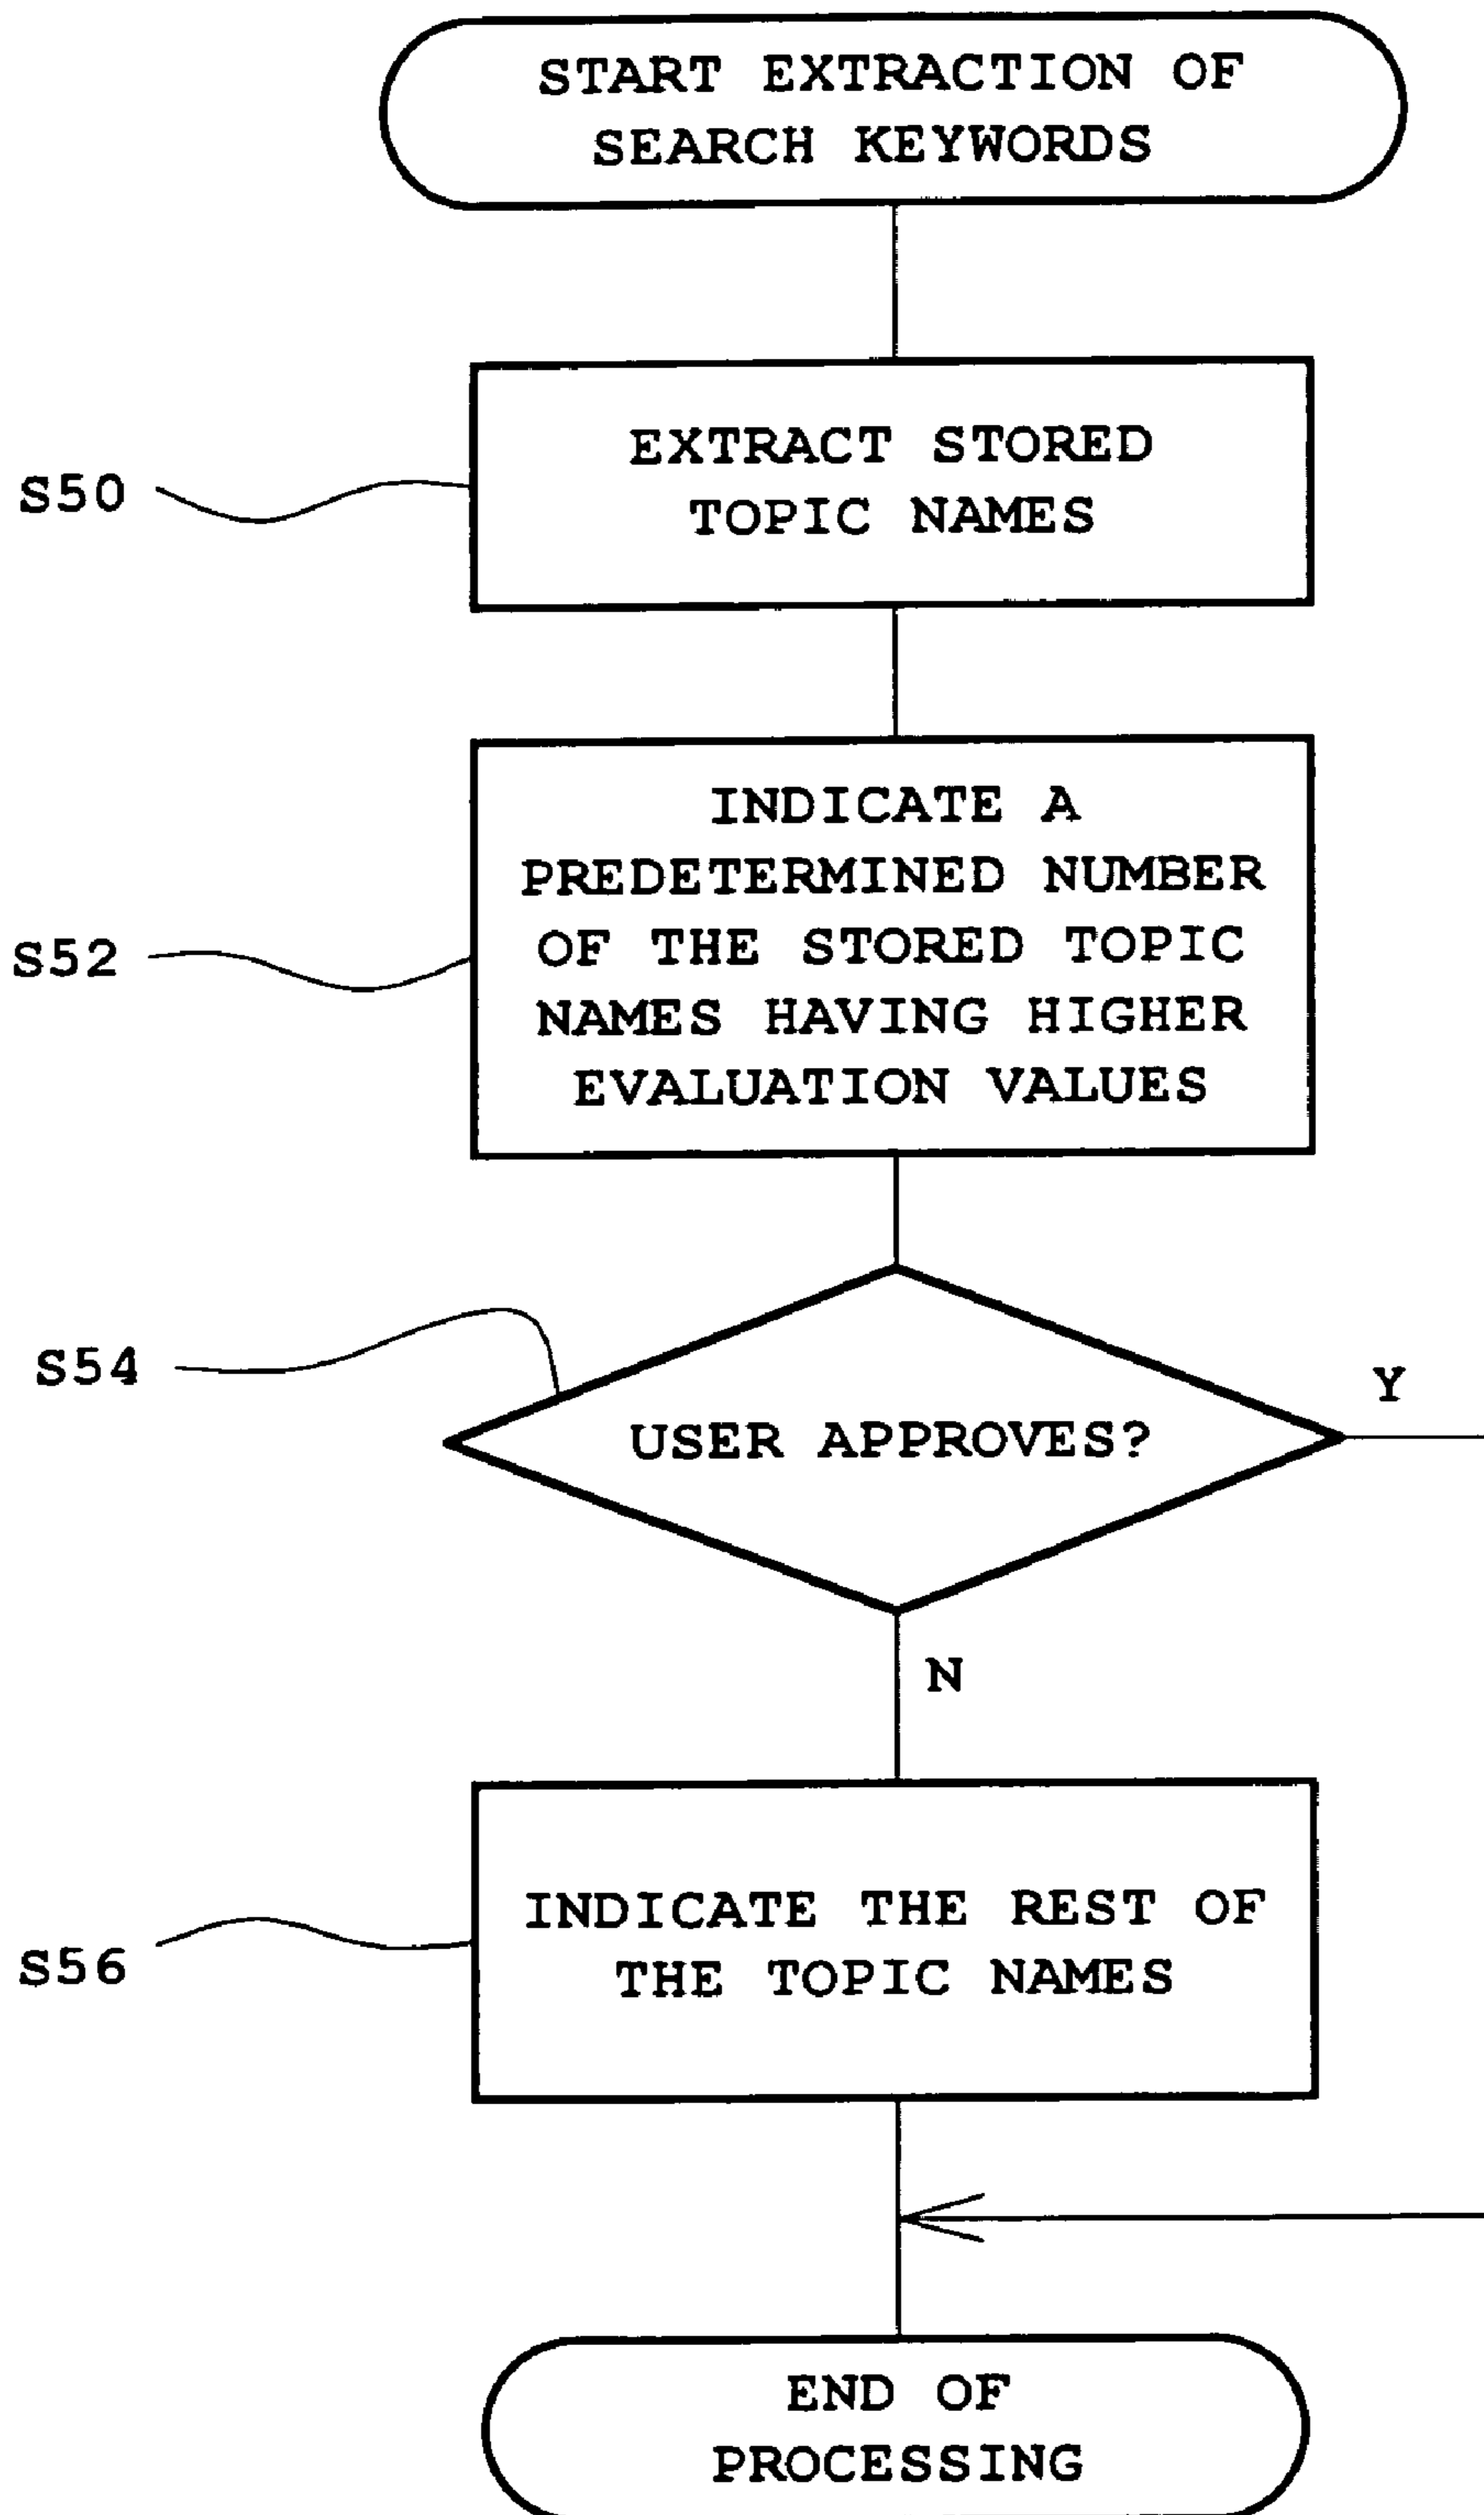 START EXTRACTION OF
SEARCH KEYWORDS
S50
EXTRACT STORED
TOPIC NAMES
S52
INDICATE A
PREDETERMINED NUMBER
OF THE STORED TOPIC
NAMES HAVING HIGHER
EVALUATION VALUES
S54
USER APPROVES?
Y
N
S56
INDICATE THE REST OF
THE TOPIC NAMES
END OF
PROCESSING